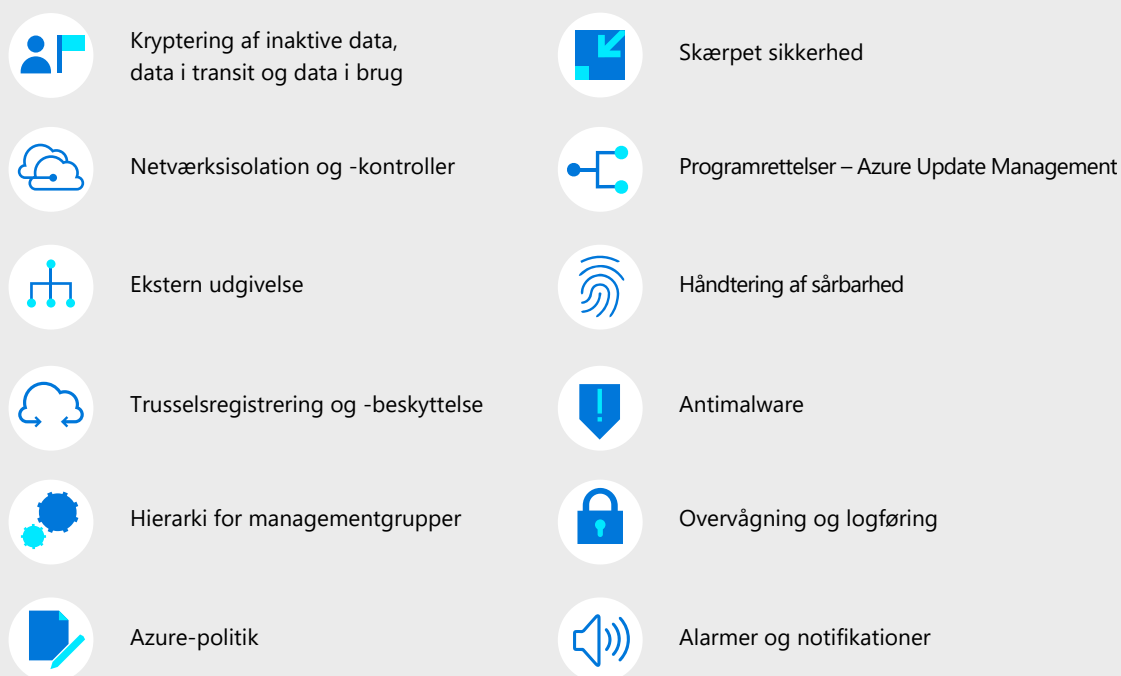 Kryptering af inaktive data,
data i transit og data i brug
Netværksisolation og -kontroller
Ekstern udgivelse
Trusselsregistrering og -beskyttelse
Hierarki for managementgrupper
Azure-politik
Skærpet sikkerhed
Programrettelser – Azure Update Management
Håndtering af sårbarhed
Antimalware
Overvågning og logføring
Alarmer og notifikationer